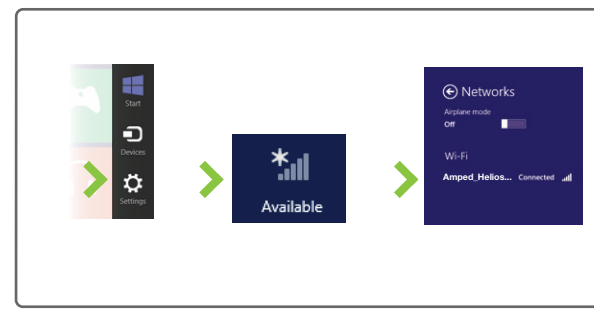 Start
Devices
Settings
Available
Networks
Airplane mode
Off
Wi-Fi
Amped_Helios... Connected